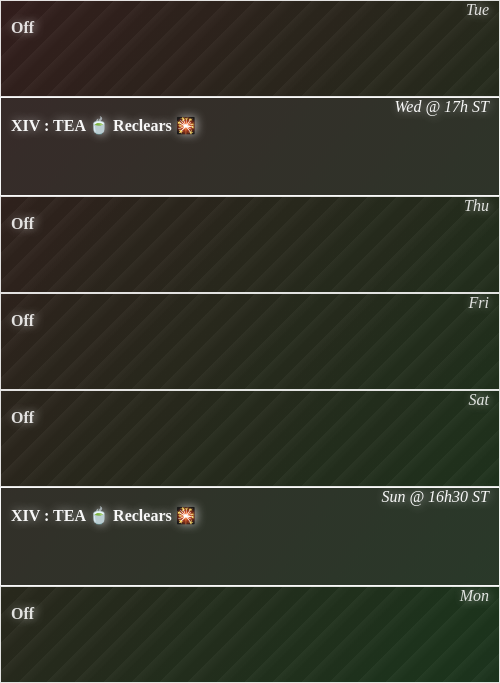 Tue
Off
Wed @ 17h ST
XIV : TEA 🍵 Reclears 🎇
Thu
Off
Fri
Off
Sat
Off
Sun @ 16h30 ST
XIV : TEA 🍵 Reclears 🎇
Mon
Off